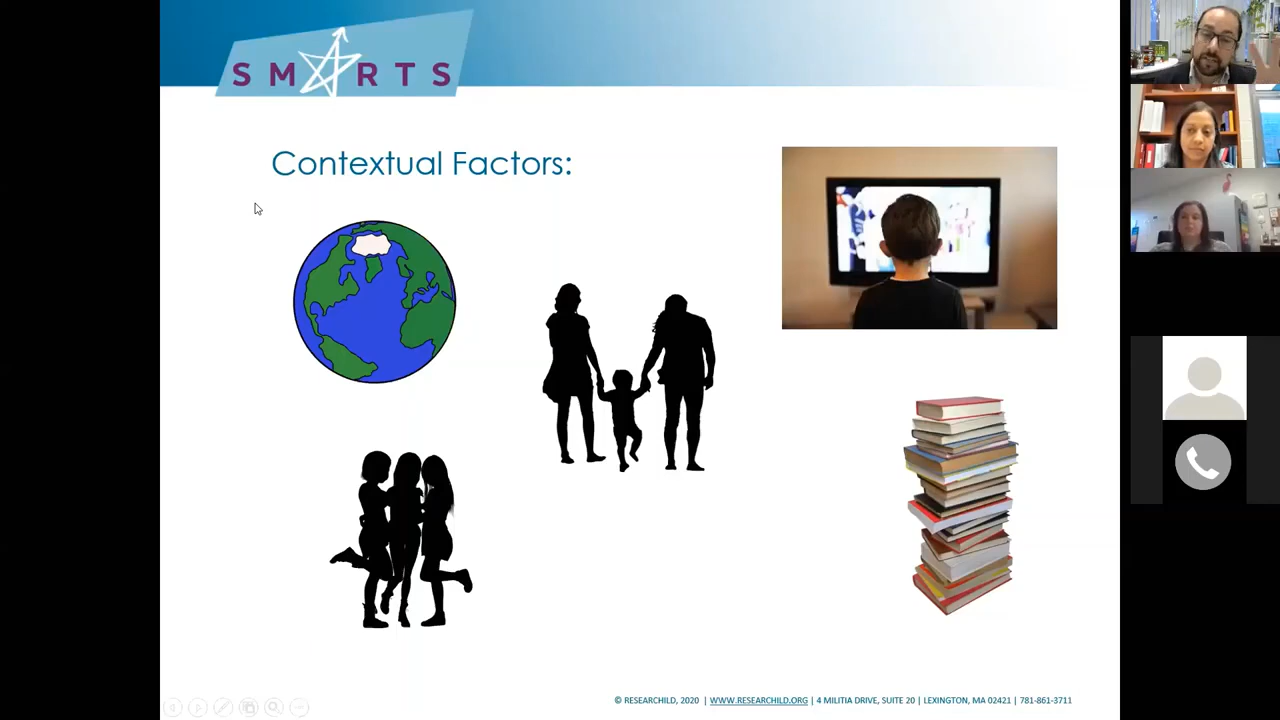 SMARTS
Contextual Factors:
© RESEARCHILD, 2020 | WWW.RESEARCHILD.ORG | 4 MILITIA DRIVE, SUITE 20 | LEXINGTON, MA 02421 | 781-861-3711